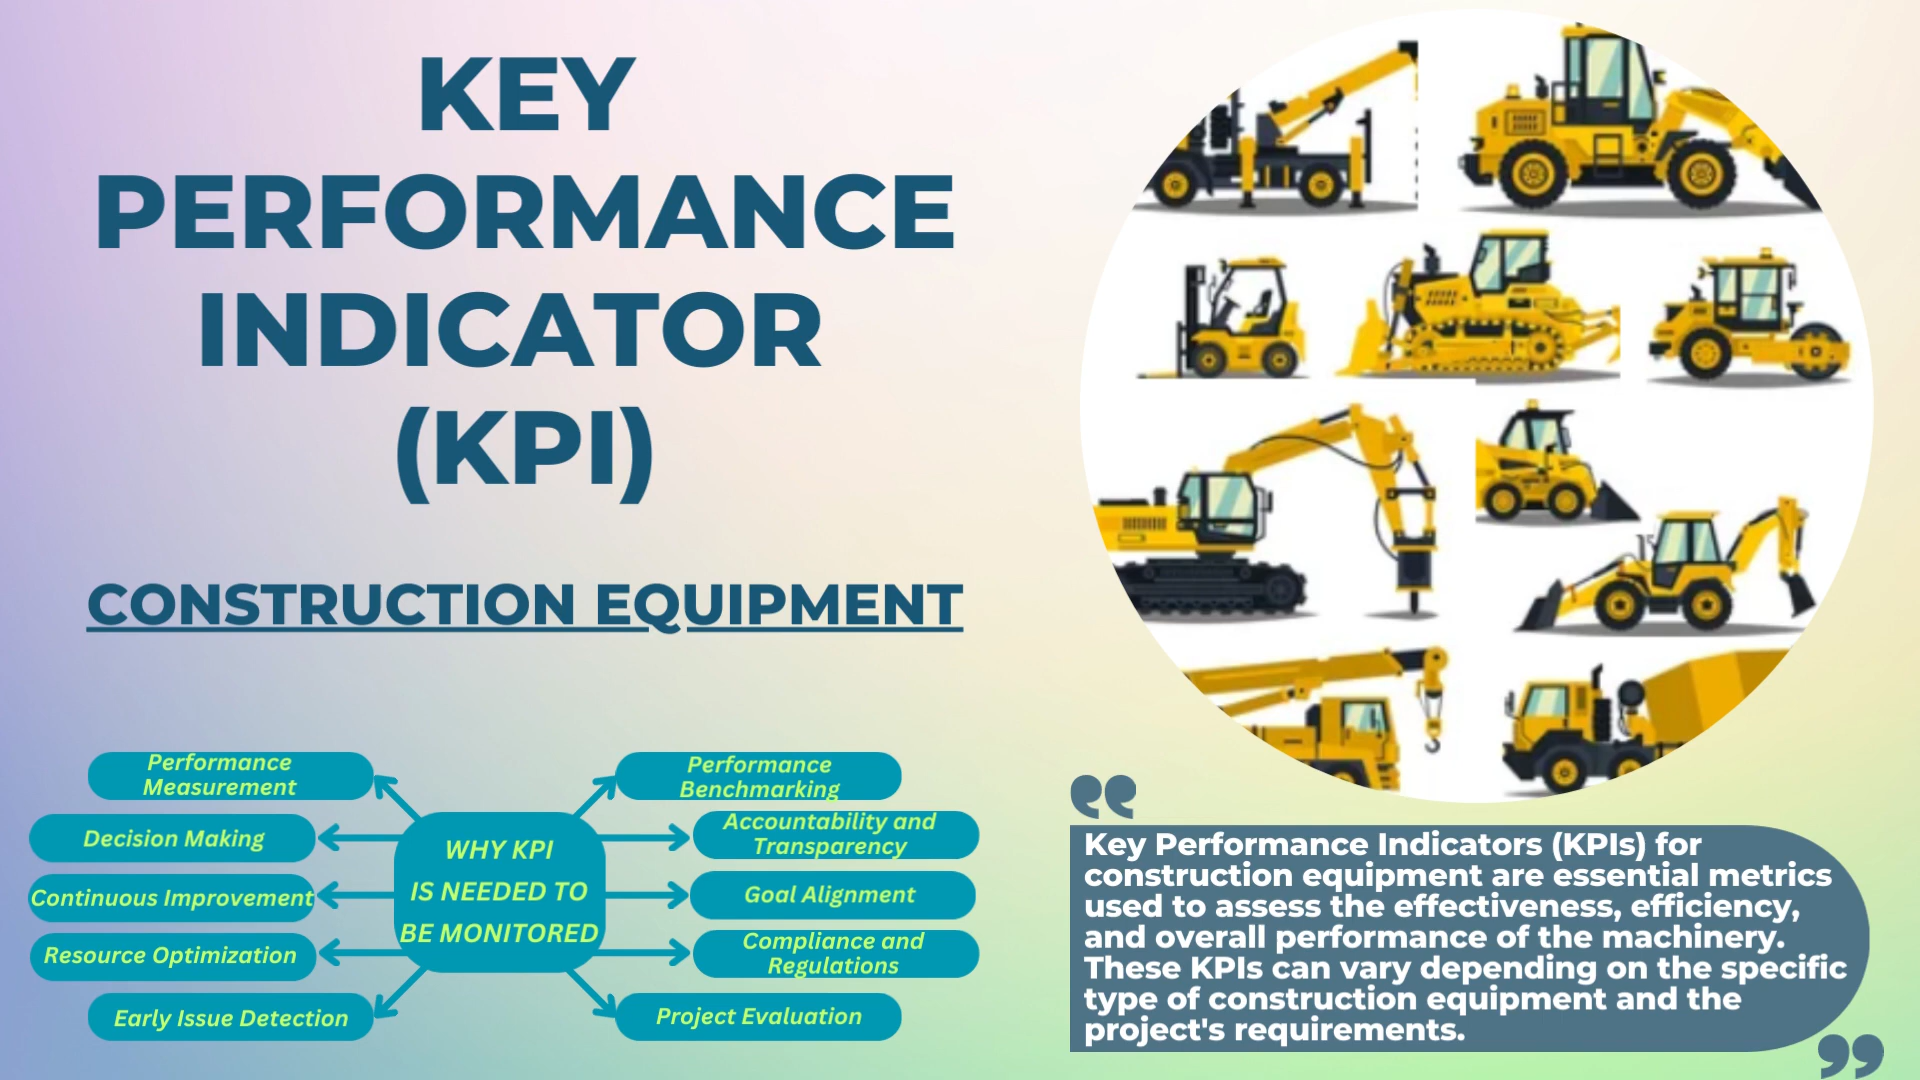 KEY
PERFORMANCE
INDICATOR
(KPI)
CONSTRUCTION EQUIPMENT
Performance
Measurement
Decision Making
Continuous Improvement
Resource Optimization
Early Issue Detection
WHY KPI
IS NEEDED TO
BE MONITORED
Performance
Benchmarking
Accountability and
Transparency
Goal Alignment
Compliance and
Regulations
Project Evaluation
Key Performance Indicators (KPIs) for
construction equipment are essential metrics
used to assess the effectiveness, efficiency,
and overall performance of the machinery.
These KPIs can vary depending on the specific
type of construction equipment and the
project's requirements.